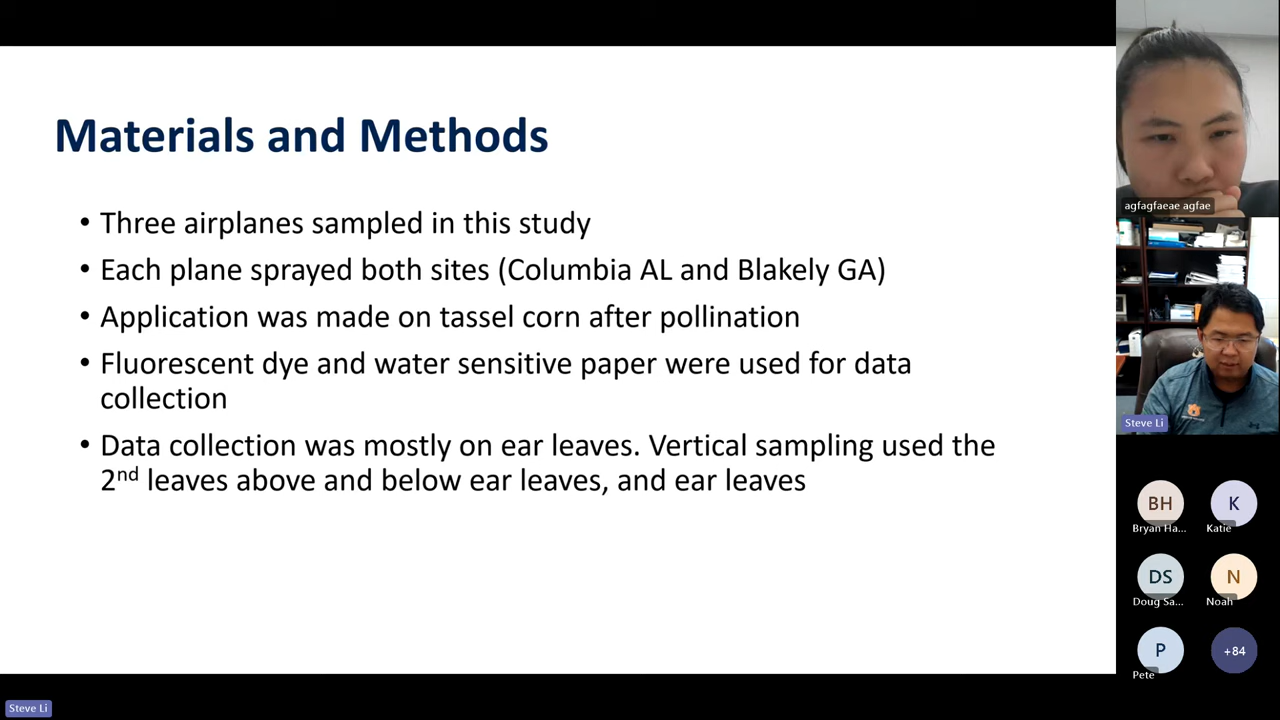 Materials and Methods
• Three airplanes sampled in this study
• Each plane sprayed both sites (Columbia AL and Blakely GA)
• Application was made on tassel corn after pollination
• Fluorescent dye and water sensitive paper were used for data
collection
• Data collection was mostly on ear leaves. Vertical sampling used the
2nd leaves above and below ear leaves, and ear leaves
agfagfaeae agfae
Steve Li
BH
Bryan Ha...
K
Katie
DS
Doug Sa...
N
Noah
P
Pete
+84
Steve Li